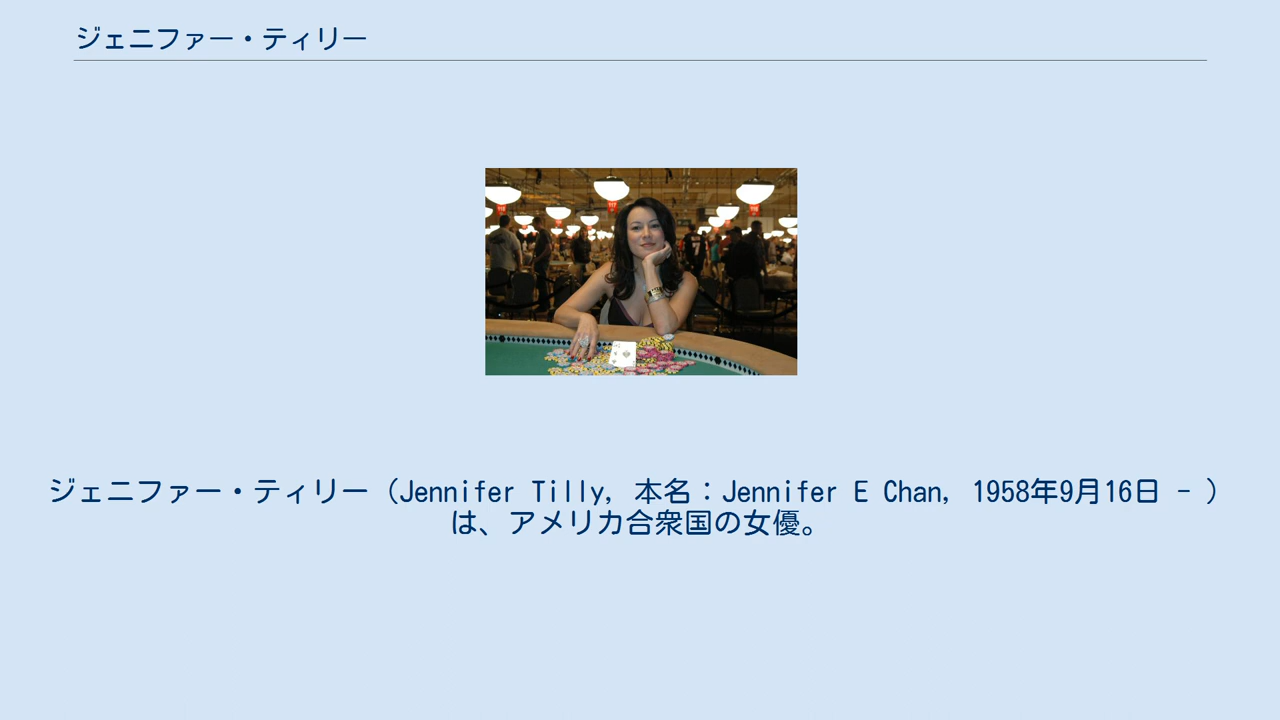 ジェニファー・ティリー
ジェニファー・ティリー（Jennifer Tilly, 本名：Jennifer E Chan, 1958年9月16日 - ）
は、アメリカ合衆国の女優。